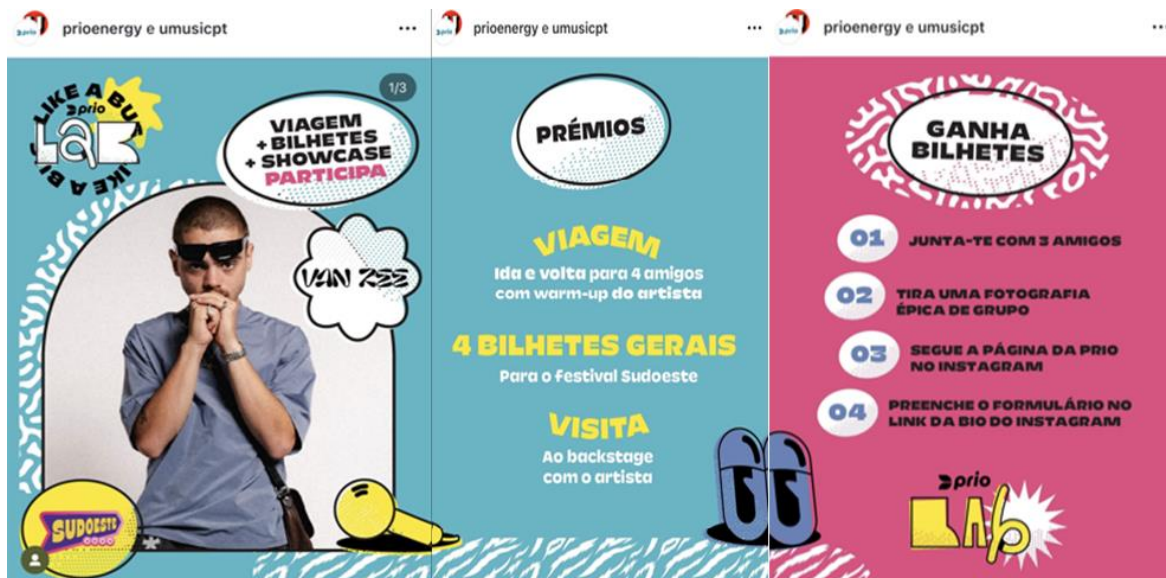 prioenergy e umusicpt
1/3
LIKE A BUS
prio
LAB
LIKE A BUS
VIAGEM
+ BILHETES
+ SHOWCASE
PARTICIPA
VAN ZEE
SUDOESTE
prioenergy e umusicpt
PRÉMIOS
VIAGEM
Ida e volta para 4 amigos
com warm-up do artista
4 BILHETES GERAIS
Para o festival Sudoeste
VISITA
Ao backstage
com o artista
prioenergy e umusicpt
GANHA
BILHETES
01 JUNTA-TE COM 3 AMIGOS
02 TIRA UMA FOTOGRAFIA
ÉPICA DE GRUPO
03 SEGUE A PÁGINA DA PRIO
NO INSTAGRAM
04 PREENCHE O FORMULÁRIO NO
LINK DA BIO DO INSTAGRAM
prio
LAb